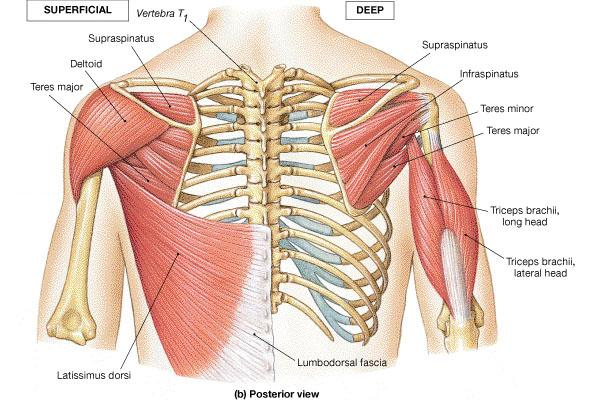 SUPERFICIAL
Vertebra T1
DEEP
Supraspinatus
Deltoid
Teres major
Supraspinatus
Infraspinatus
Teres minor
Teres major
Triceps brachii,
long head
Triceps brachii,
lateral head
Lumbodorsal fascia
Latissimus dorsi
(b) Posterior view